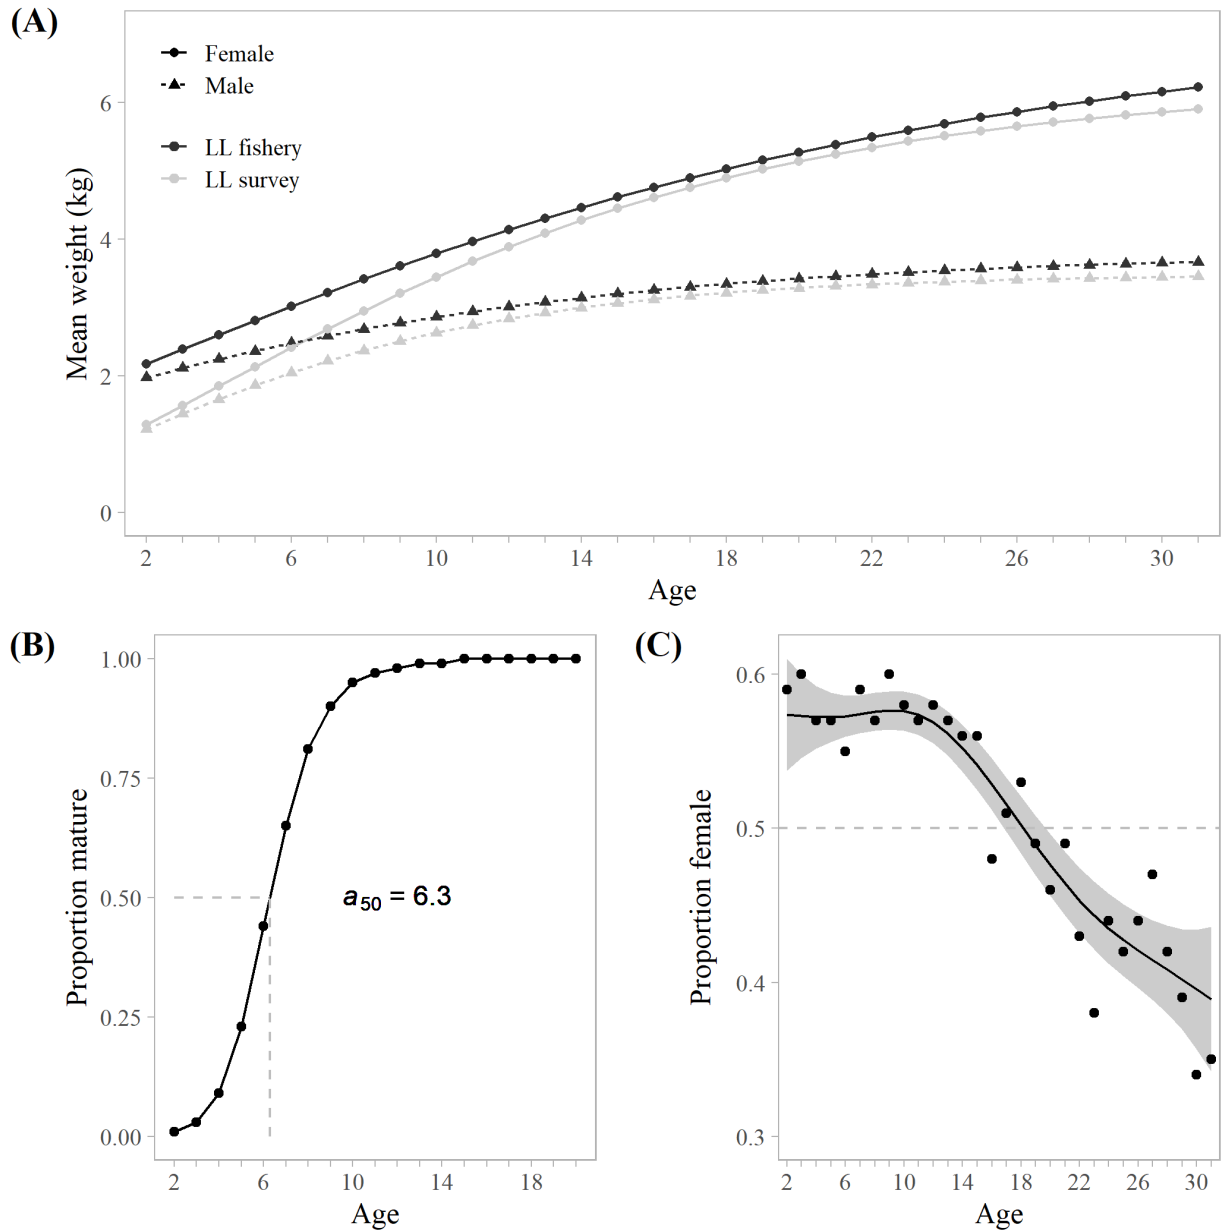 (A)
Female
Male
LL fishery
LL survey
Mean weight (kg)
6
4
2
0
2 6 10 14 18 22 26 30
Age
(B)
Proportion mature
1.00
0.75
0.50
0.25
0.00
a50 = 6.3
2 6 10 14 18
Age
(C)
Proportion female
0.6
0.5
0.4
0.3
2 6 10 14 18 22 26 30
Age